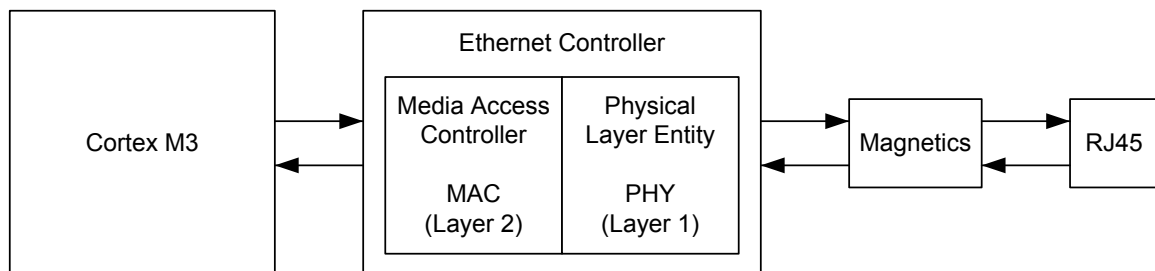 Ethernet Controller
Cortex M3
Media Access
Controller
MAC
(Layer 2)
Physical
Layer Entity
PHY
(Layer 1)
Magnetics
RJ45